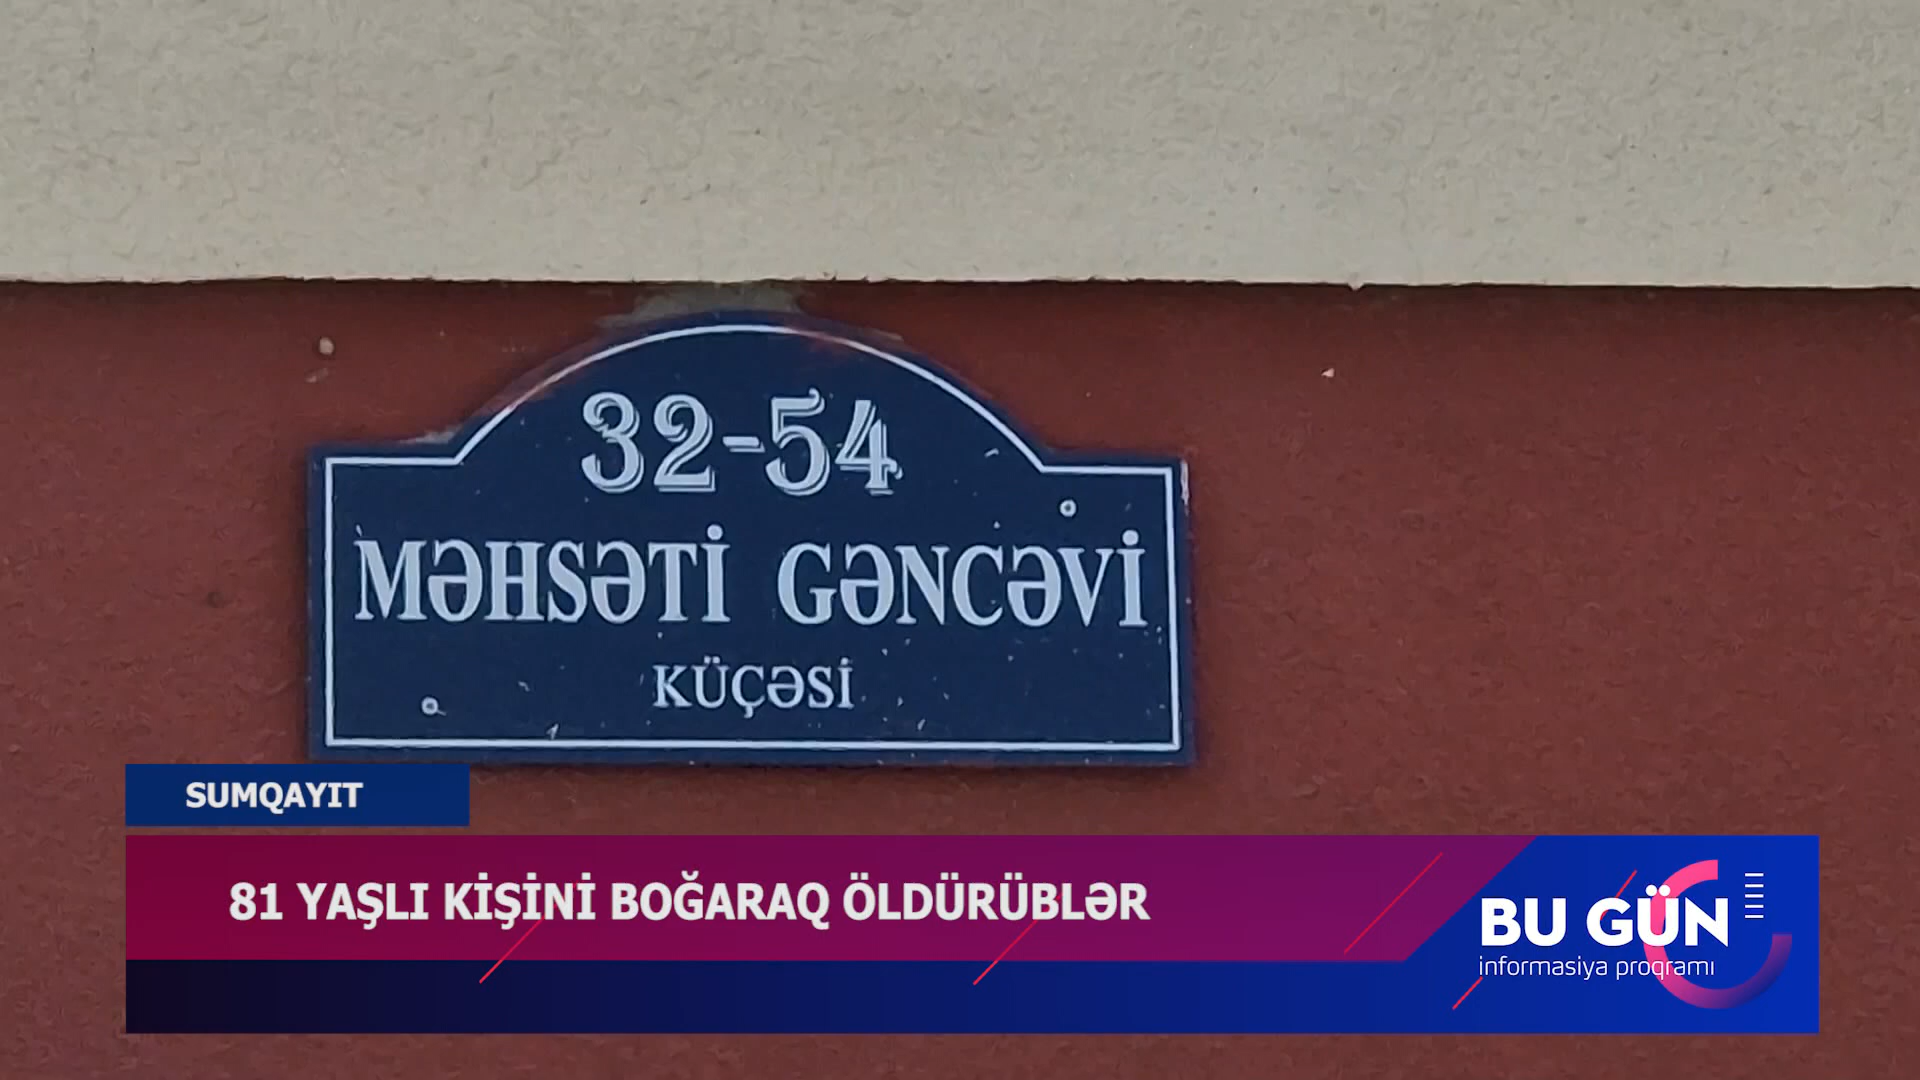 32-54
MƏHSƏTİ GƏNCƏVİ
KÜÇƏSİ
SUMQAYIT
81 YAŞLI KİŞİNİ BOĞARAQ ÖLDÜRÜBLƏR
BU GÜN
informasiya proqramı